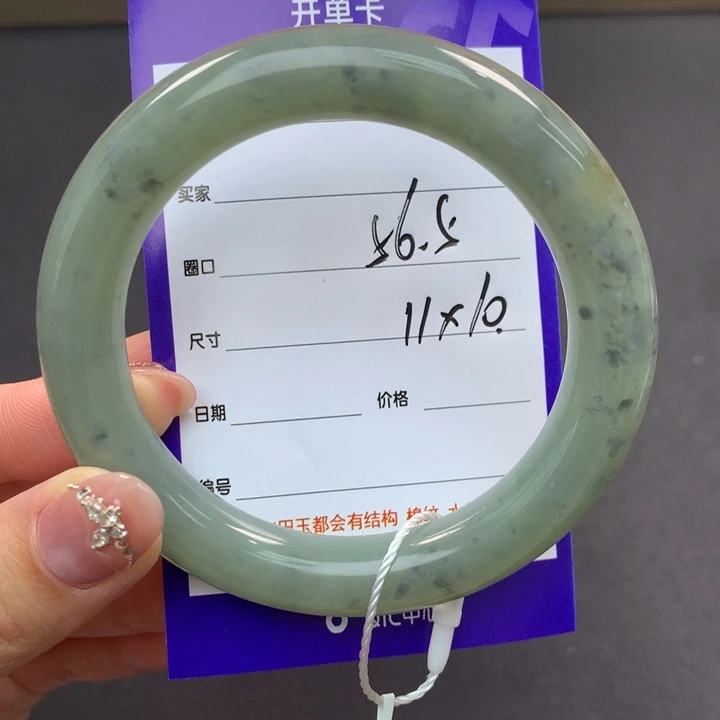 开单卡
买家
圈口 56.5
尺寸 11x10.
日期 价格
编号
田玉都会有结构 棉纹